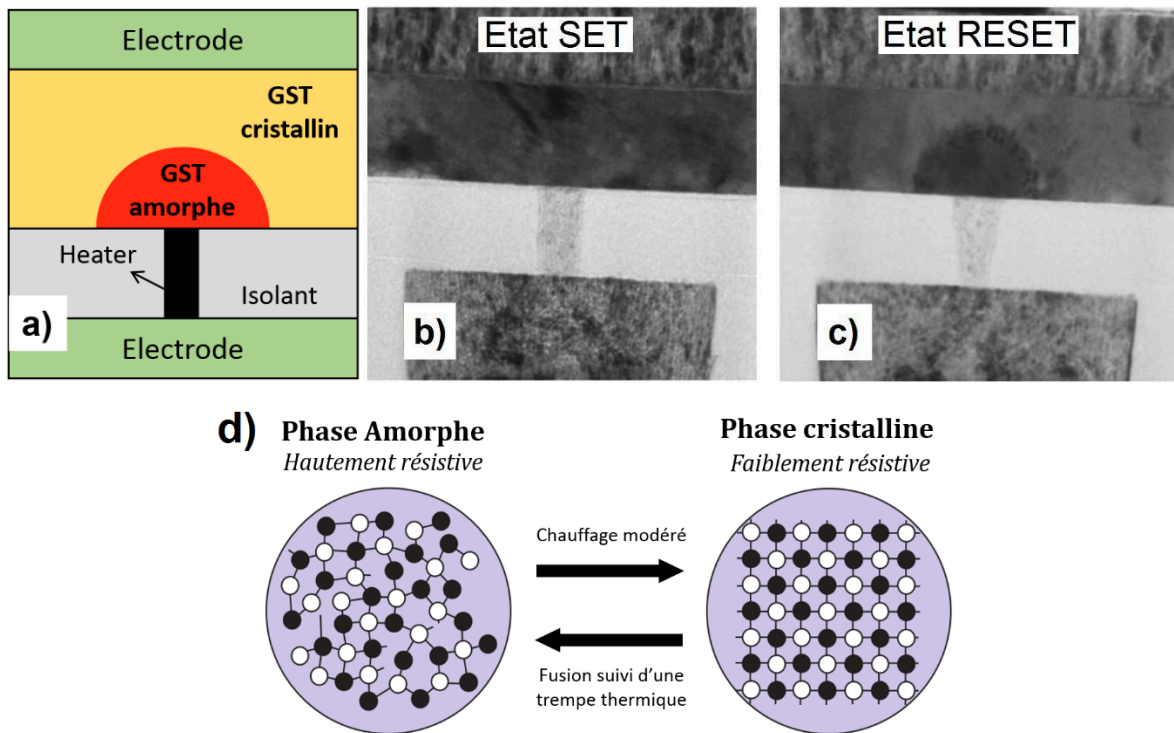 Electrode
GST
cristallin
GST
amorphe
Heater
Isolant
a)
Electrode
Etat SET
b)
Etat RESET
c)
d)
Phase Amorphe
Hautement résistive
Phase cristalline
Faiblement résistive
Chauffage modéré
Fusion suivi d'une
trempe thermique